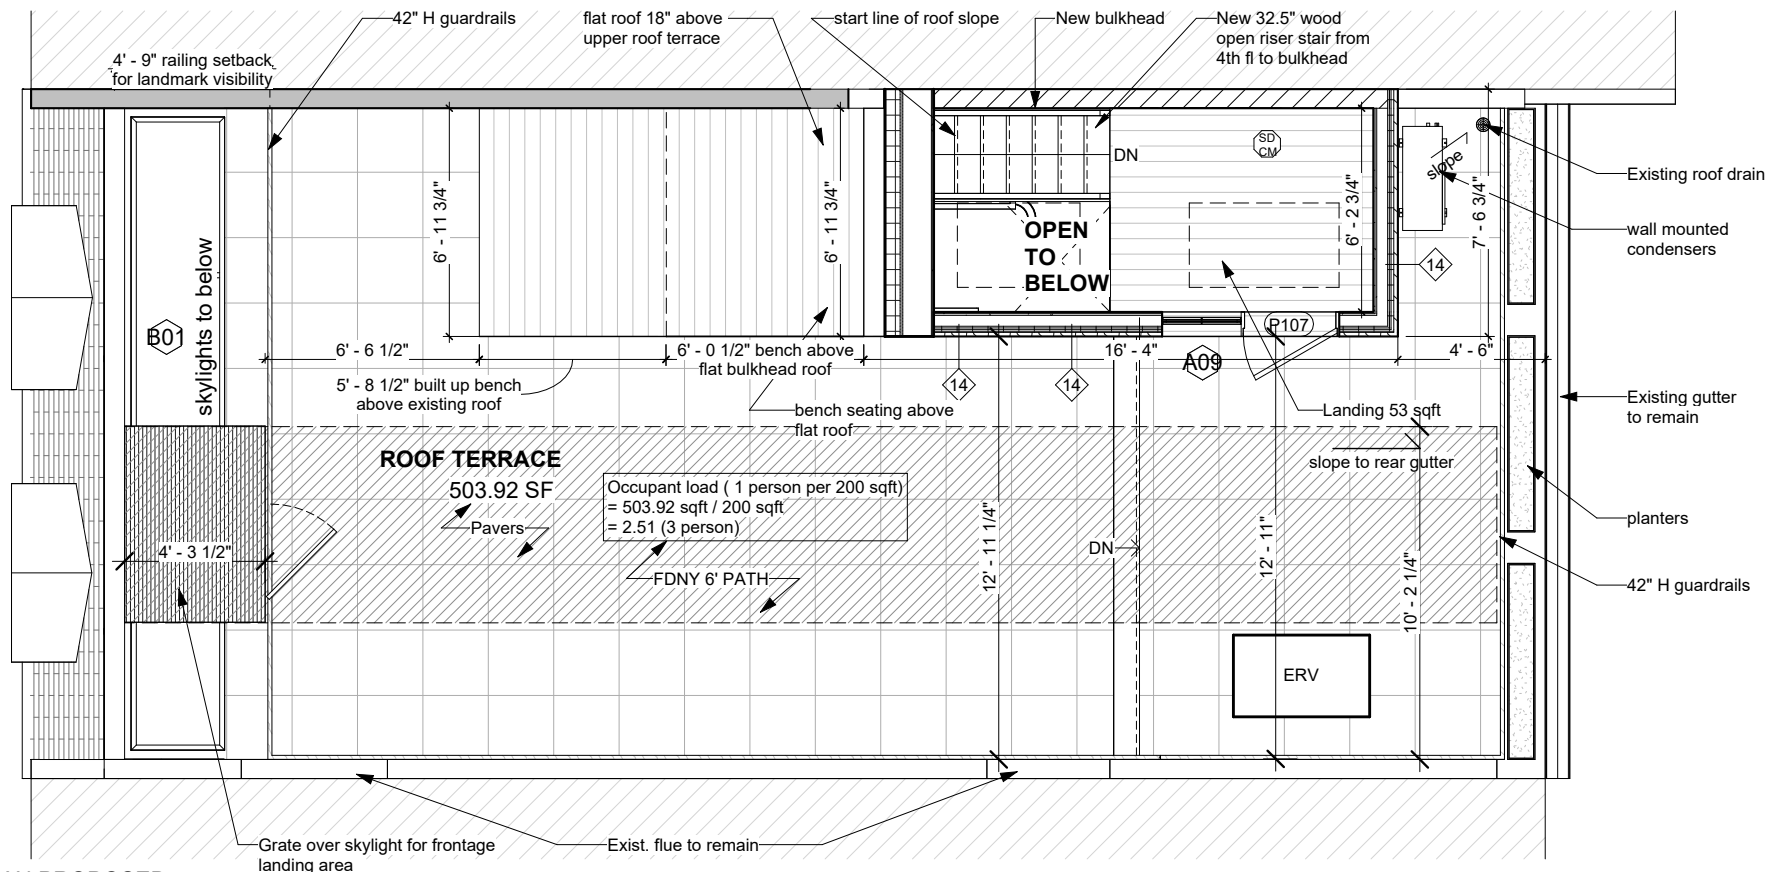 42" H guardrails
flat roof 18" above
upper roof terrace
start line of roof slope
New bulkhead
New 32.5" wood
open riser stair from
4th fl to bulkhead
4' - 9" railing setback
for landmark visibility
SD
CM
DN
slope
Existing roof drain
wall mounted
condensers
6' - 11 3/4"
6' - 11 3/4"
6' - 2 3/4"
7' - 6 3/4"
OPEN
TO
BELOW
14
skylights to below
B01
P107
6' - 6 1/2"
6' - 0 1/2" bench above
flat bulkhead roof
16' - 4"
A09
4' - 6"
5' - 8 1/2" built up bench
above existing roof
14
14
bench seating above
flat roof
Landing 53 sqft
Existing gutter
to remain
slope to rear gutter
ROOF TERRACE
503.92 SF
Occupant load ( 1 person per 200 sqft)
= 503.92 sqft / 200 sqft
= 2.51 (3 person)
Pavers
planters
4' - 3 1/2"
FDNY 6' PATH
12' - 11 1/4"
DN
12' - 11"
10' - 2 1/4"
42" H guardrails
ERV
Grate over skylight for frontage
landing area
Exist. flue to remain